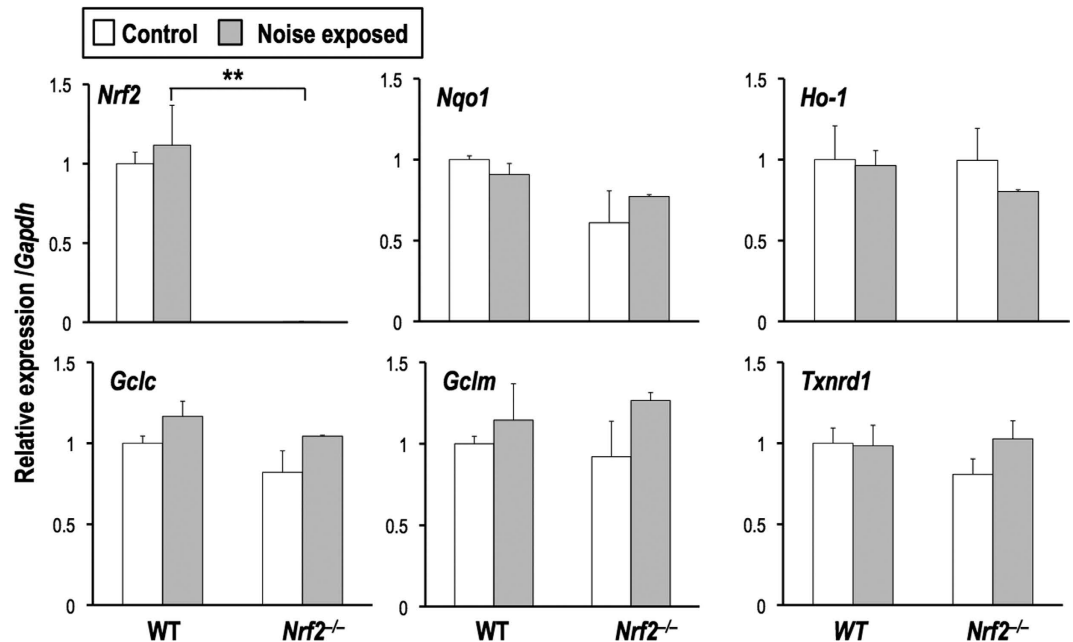 Control Noise exposed
Relative expression /Gapdh
Nrf2
**
1.5
1
0.5
0
Nqo1
1.5
1
0.5
0
Ho-1
1.5
1
0.5
0
Gclc
1.5
1
0.5
0
WT Nrf2–/–
Gclm
1.5
1
0.5
0
WT Nrf2–/–
Txnrd1
1.5
1
0.5
0
WT Nrf2–/–